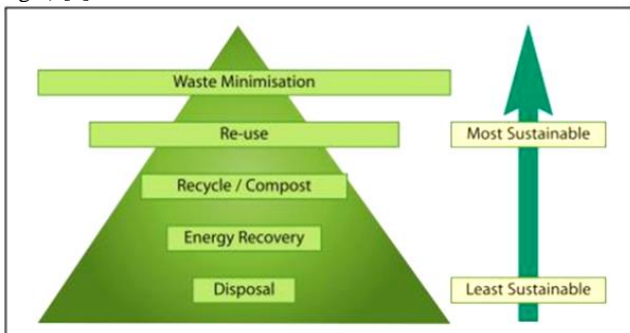 Waste Minimisation
Re-use
Most Sustainable
Recycle / Compost
Energy Recovery
Disposal
Least Sustainable